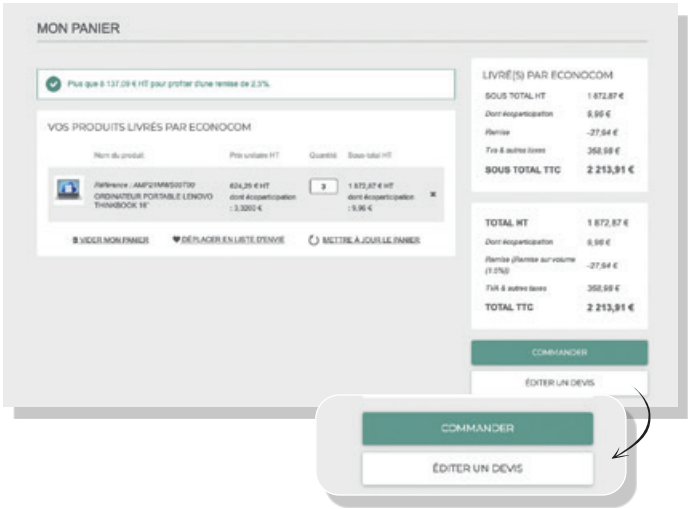 MON PANIER
Plus que 8 137,09 € HT pour profiter d'une remise de 2,5%.
VOS PRODUITS LIVRÉS PAR ECONOCOM
Nom du produit Prix unitaire HT Quantité Sous-total HT
Référence :
ORDINATEUR PORTABLE LENOVO
THINKBOOK 16"
624,29 € HT
dont écoparticipation
: 3,3200 €
3
1 872,87 € HT
dont écoparticipation
: 9,96 €
VIDER MON PANIER DÉPLACER EN LISTE D'ENVIE METTRE À JOUR LE PANIER
LIVRÉ(S) PAR ECONOCOM
SOUS TOTAL HT 1 872,87 €
Dont écoparticipation 9,96 €
Remise -27,94 €
Tva & autres taxes 368,98 €
SOUS TOTAL TTC 2 213,91 €
TOTAL HT 1 872,87 €
Dont écoparticipation 9,96 €
Remise (Remise sur volume
(1.5%)) -27,94 €
TVA & autres taxes 368,98 €
TOTAL TTC 2 213,91 €
COMMANDER
ÉDITER UN DEVIS
COMMANDER
ÉDITER UN DEVIS